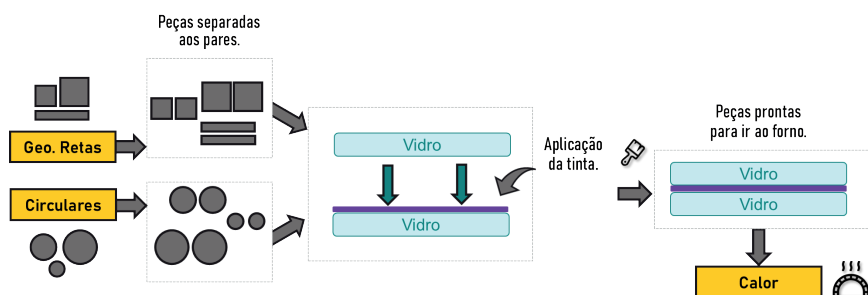 Peças separadas
aos pares.
Geo. Retas
Circulares
Vidro
Vidro
Aplicação
da tinta.
Peças prontas
para ir ao forno.
Vidro
Vidro
Calor